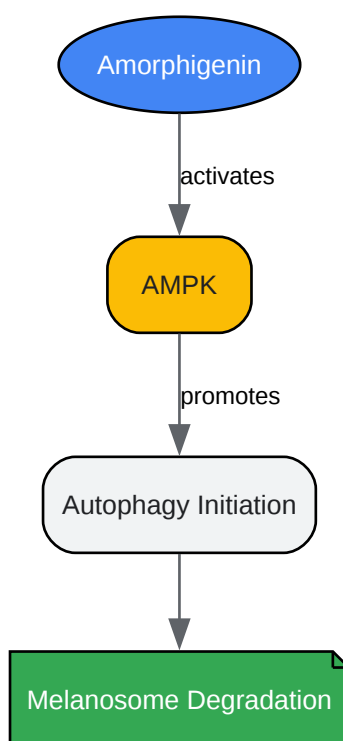 Amorphigenin
activates
AMPK
promotes
Autophagy Initiation
Melanosome Degradation